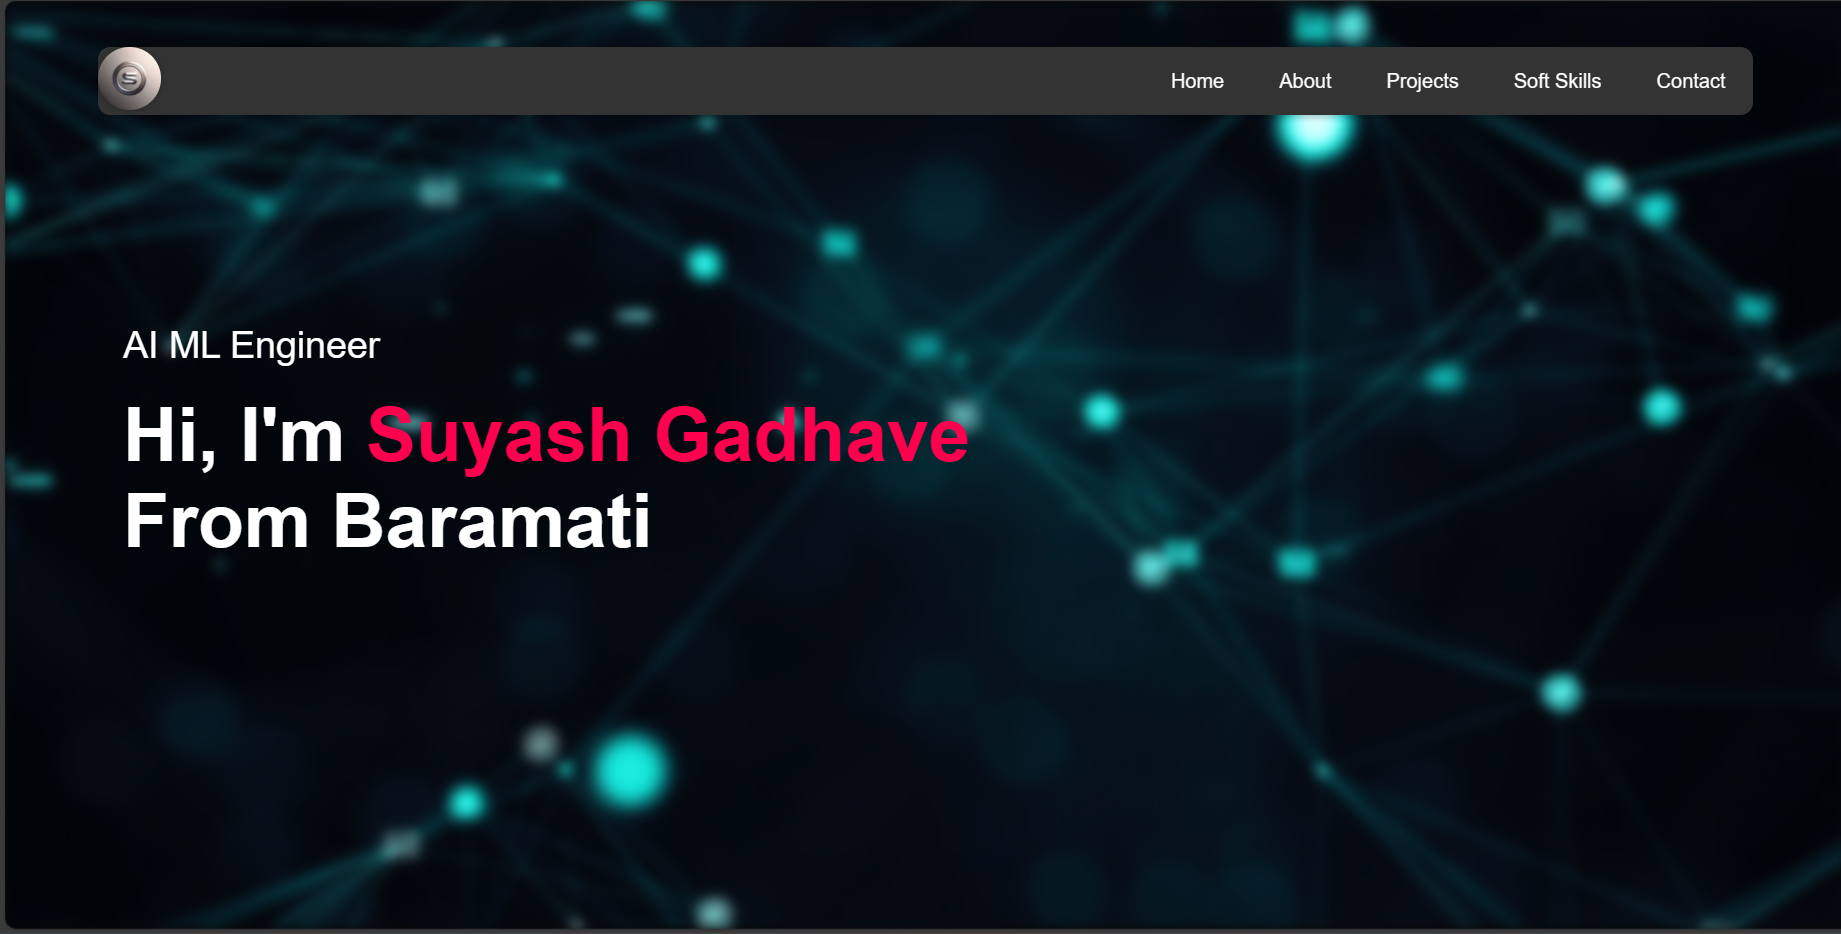 S
Home About Projects Soft Skills Contact
AI ML Engineer
Hi, I'm Suyash Gadhave
From Baramati